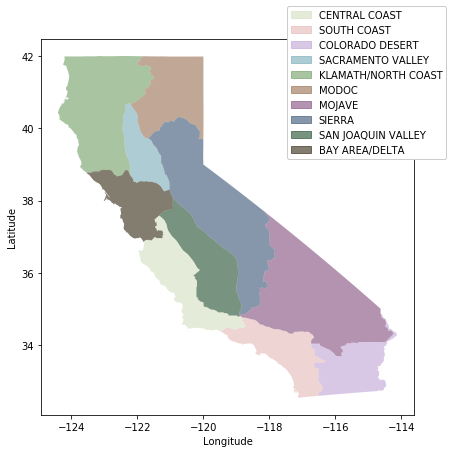 CENTRAL COAST
SOUTH COAST
COLORADO DESERT
SACRAMENTO VALLEY
KLAMATH/NORTH COAST
MODOC
MOJAVE
SIERRA
SAN JOAQUIN VALLEY
BAY AREA/DELTA
42
40
38
36
34
Latitude
−124 −122 −120 −118 −116 −114
Longitude